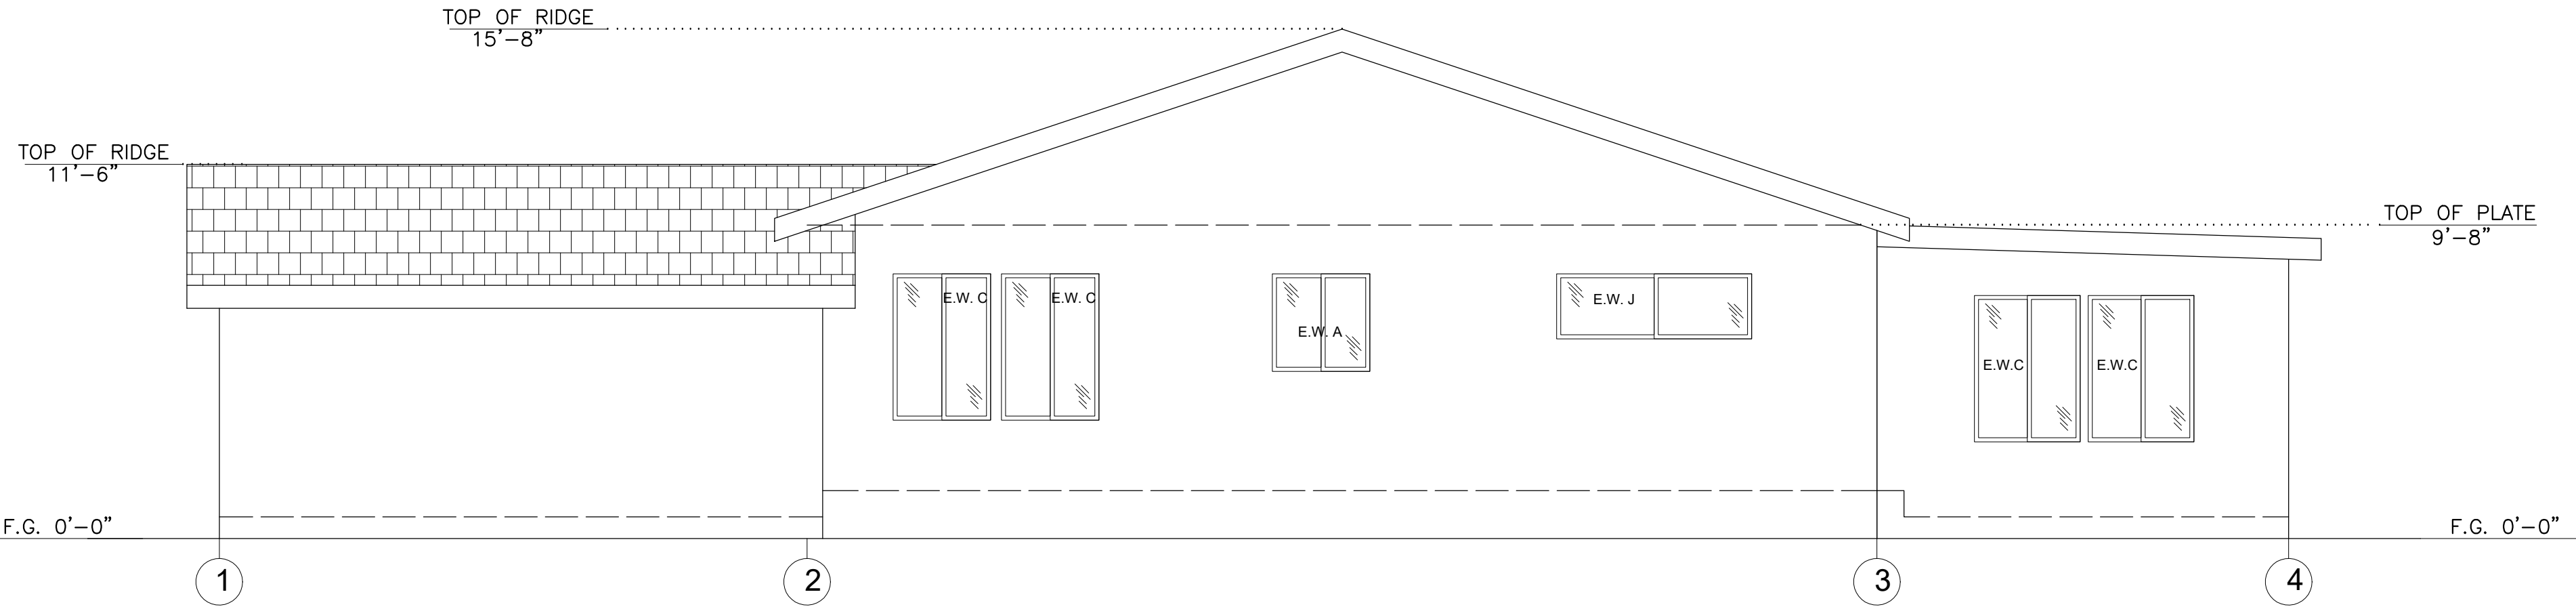 TOP OF RIDGE
15'-8"
TOP OF RIDGE
11'-6"
TOP OF PLATE
9'-8"
E.W. C
E.W. C
E.W. A
E.W. J
E.W.C
E.W.C
F.G. 0'-0"
F.G. 0'-0"
1
2
3
4